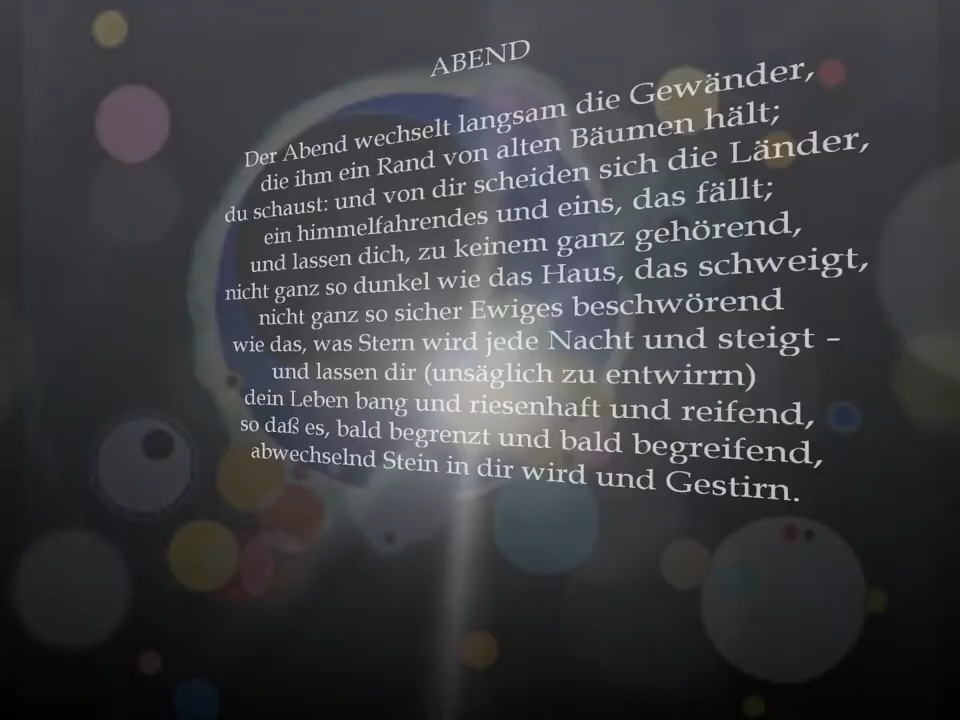 ABEND
Der Abend wechselt langsam die Gewänder,
die ihm ein Rand von alten Bäumen hält;
du schaust: und von dir scheiden sich die Länder,
ein himmelfahrendes und eins, das fällt;
und lassen dich, zu keinem ganz gehörend,
nicht ganz so dunkel wie das Haus, das schweigt,
nicht ganz so sicher Ewiges beschwörend
wie das, was Stern wird jede Nacht und steigt –
und lassen dir (unsäglich zu entwirrn)
dein Leben bang und riesenhaft und reifend,
so daß es, bald begrenzt und bald begreifend,
abwechselnd Stein in dir wird und Gestirn.